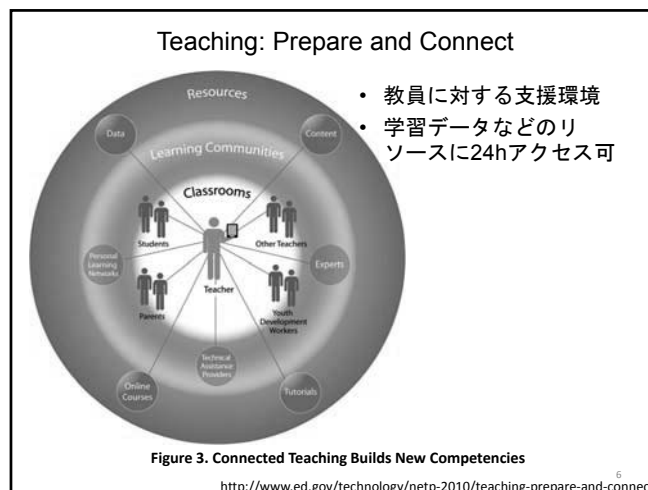 Teaching: Prepare and Connect
Resources
Data
Content
Learning Communities
Classrooms
Students
Other Teachers
Personal
Learning
Networks
Experts
Teacher
Parents
Youth
Development
Workers
Technical
Assistance
Providers
Online
Courses
Tutorials
• 教員に対する支援環境
• 学習データなどのリ
ソースに24hアクセス可
Figure 3. Connected Teaching Builds New Competencies
6
http://www.ed.gov/technology/netp-2010/teaching-prepare-and-connec